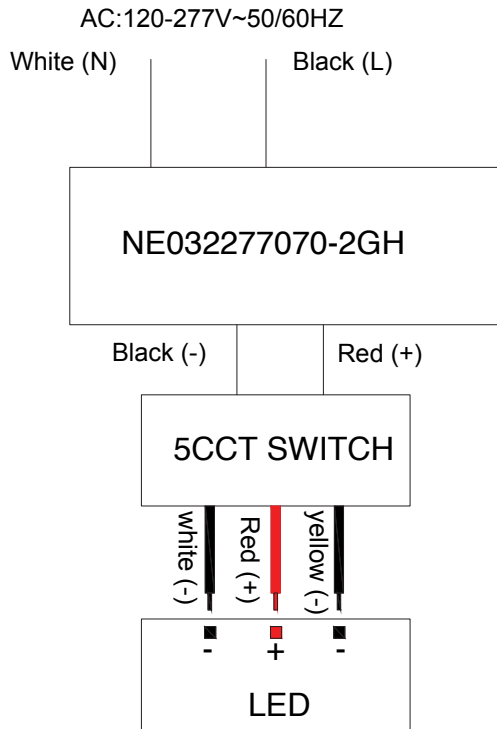 AC:120-277V~50/60HZ
White (N)
Black (L)
NE032277070-2GH
Black (-)
Red (+)
5CCT SWITCH
white (-)
Red (+)
yellow (-)
- + -
LED